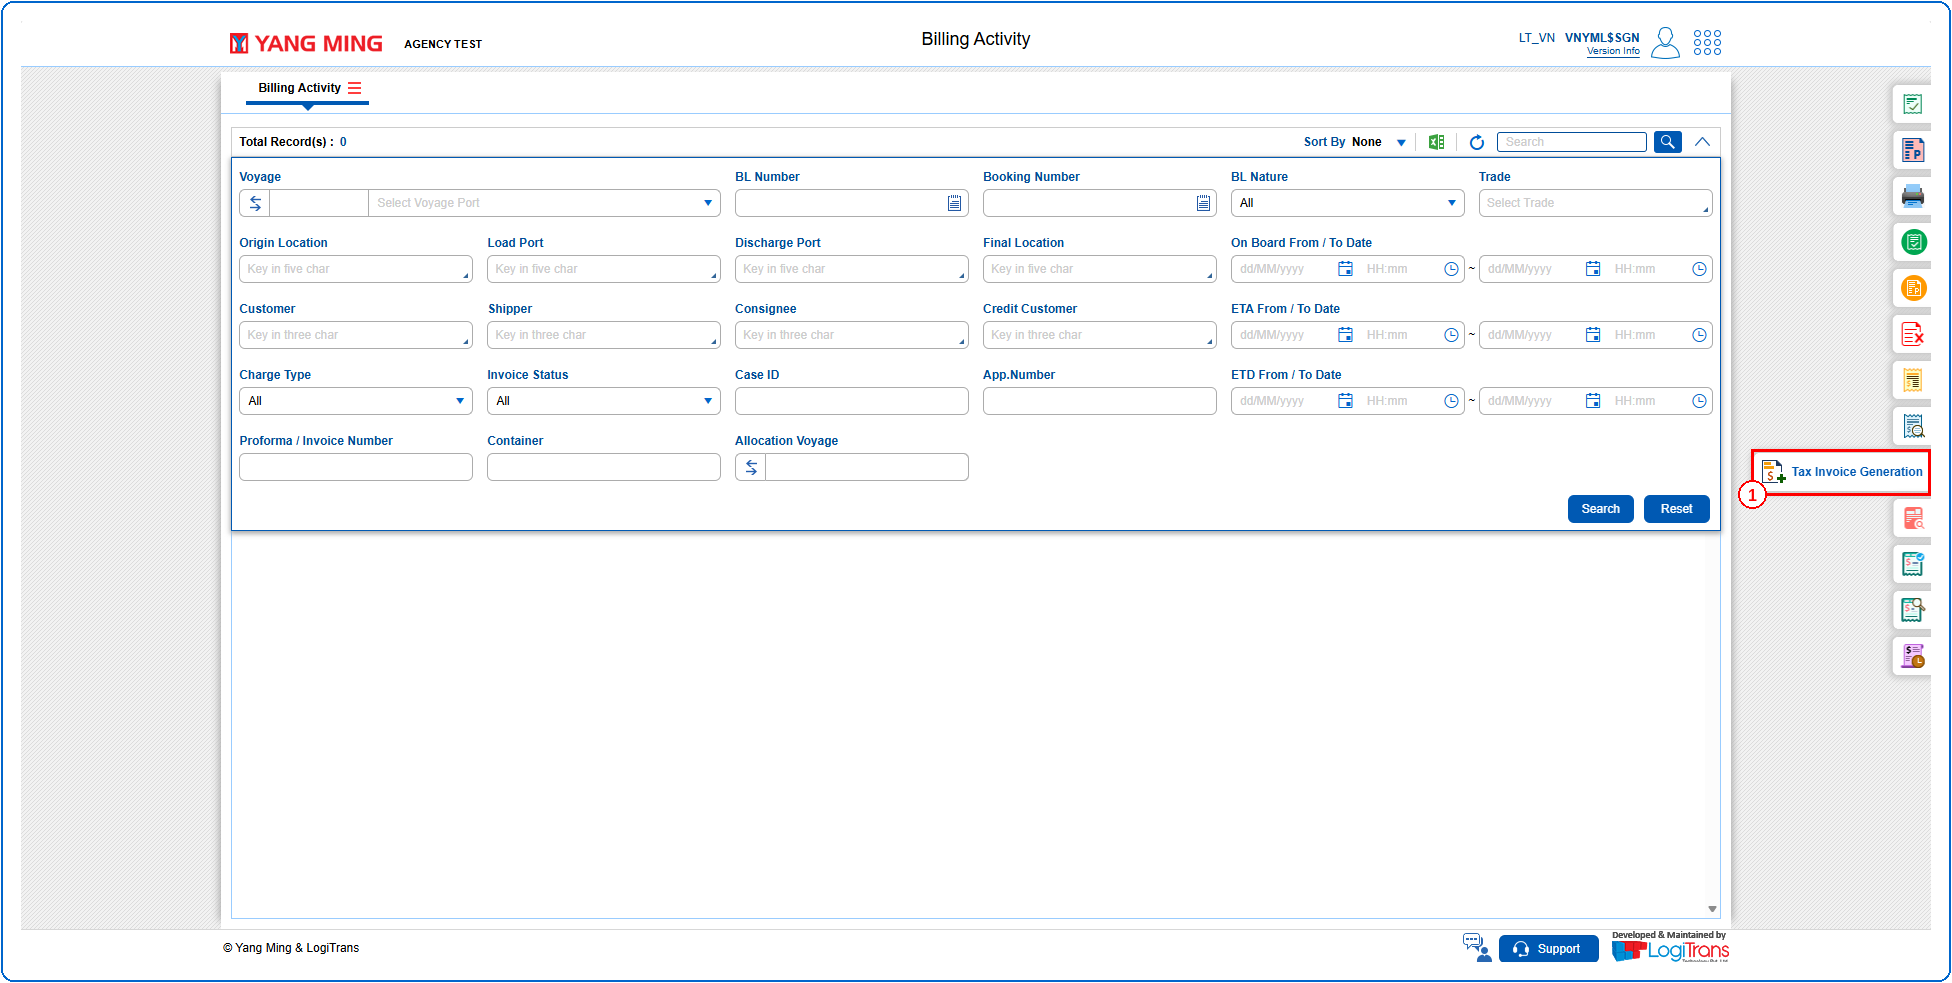 YANG MING
AGENCY TEST
Billing Activity
LT_VN VNYML$SGN
Version Info
Billing Activity
Total Record(s) : 0
Sort By None
Search
Voyage
Select Voyage Port
BL Number
Booking Number
BL Nature
All
Trade
Select Trade
Origin Location
Key in five char
Load Port
Key in five char
Discharge Port
Key in five char
Final Location
Key in five char
On Board From / To Date
dd/MM/yyyy HH:mm ~ dd/MM/yyyy HH:mm
Customer
Key in three char
Shipper
Key in three char
Consignee
Key in three char
Credit Customer
Key in three char
ETA From / To Date
dd/MM/yyyy HH:mm ~ dd/MM/yyyy HH:mm
Charge Type
All
Invoice Status
All
Case ID
App.Number
ETD From / To Date
dd/MM/yyyy HH:mm ~ dd/MM/yyyy HH:mm
Proforma / Invoice Number
Container
Allocation Voyage
Search
Reset
Tax Invoice Generation
1
© Yang Ming & LogiTrans
Support
Developed & Maintained by
LogiTrans